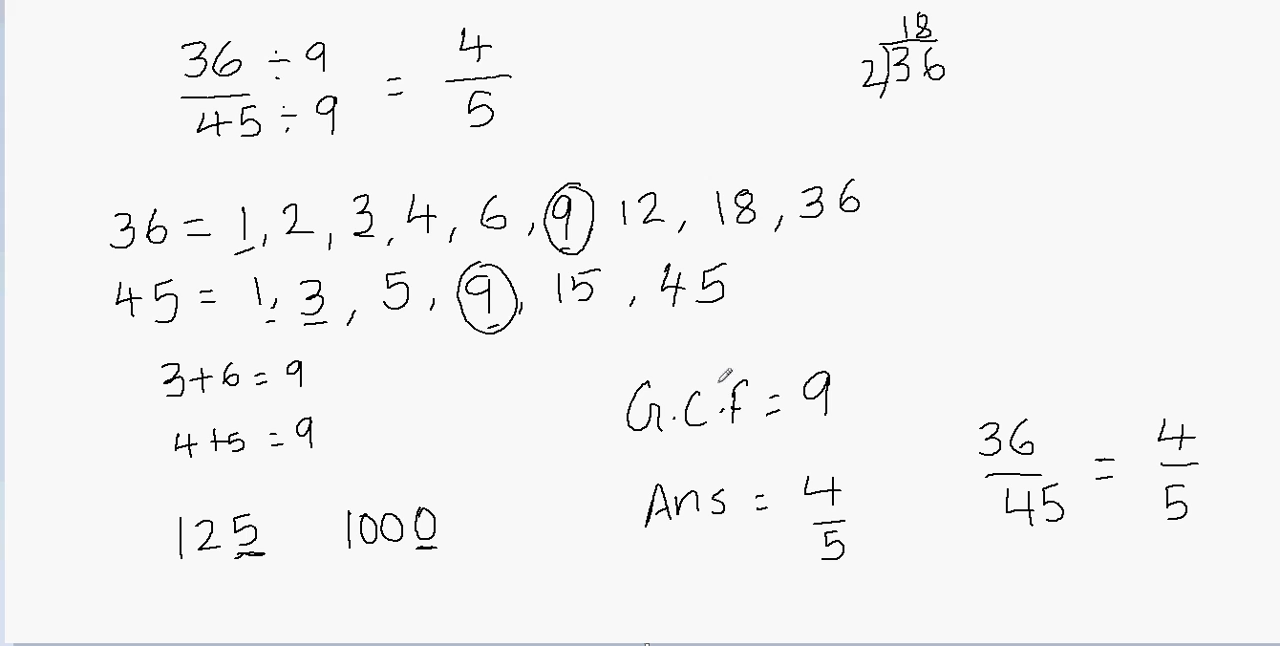 36 ÷ 9 / 45 ÷ 9 = 4/5
18
2)36
36 = 1, 2, 3, 4, 6, 9 12, 18, 36
45 = 1, 3, 5, 9, 15, 45
3+6 = 9
4+5 = 9
G.C.f = 9
36/45 = 4/5
Ans = 4/5
125 1000